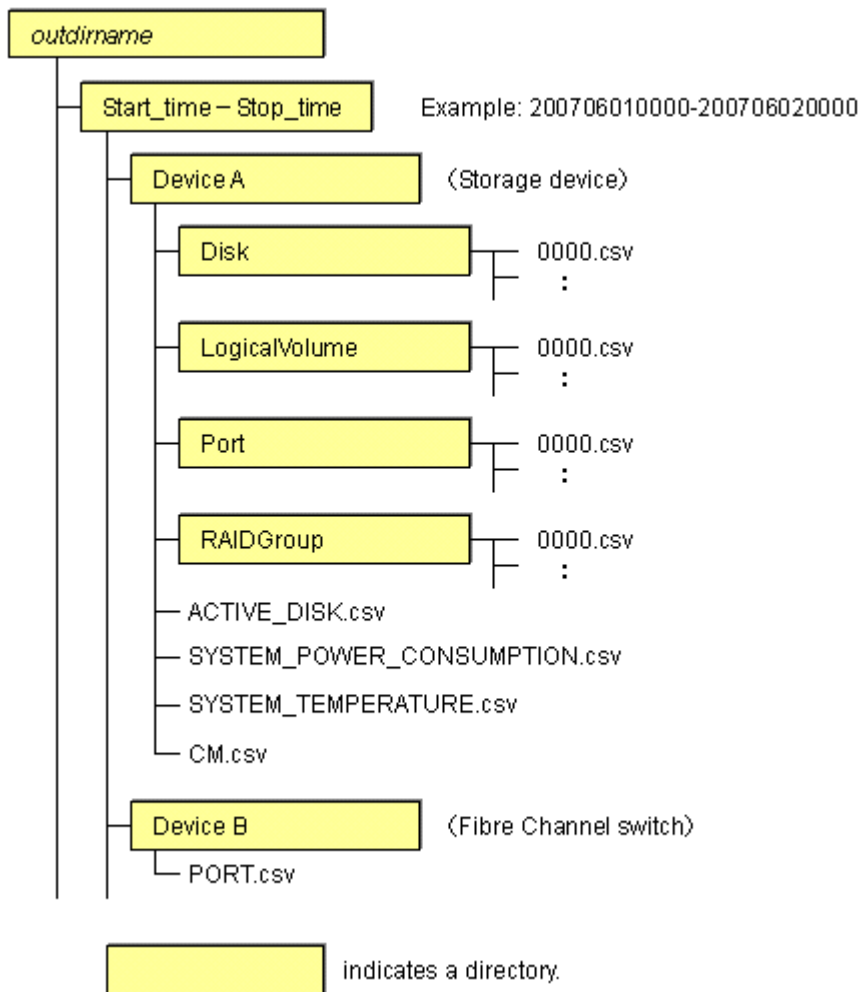 outdirname
Start_time－Stop_time    Example: 200706010000-200706020000
Device A    （Storage device）
Disk    0000.csv
:
LogicalVolume    0000.csv
:
Port    0000.csv
:
RAIDGroup    0000.csv
:
ACTIVE_DISK.csv
SYSTEM_POWER_CONSUMPTION.csv
SYSTEM_TEMPERATURE.csv
CM.csv
Device B    （Fibre Channel switch）
PORT.csv
indicates a directory.